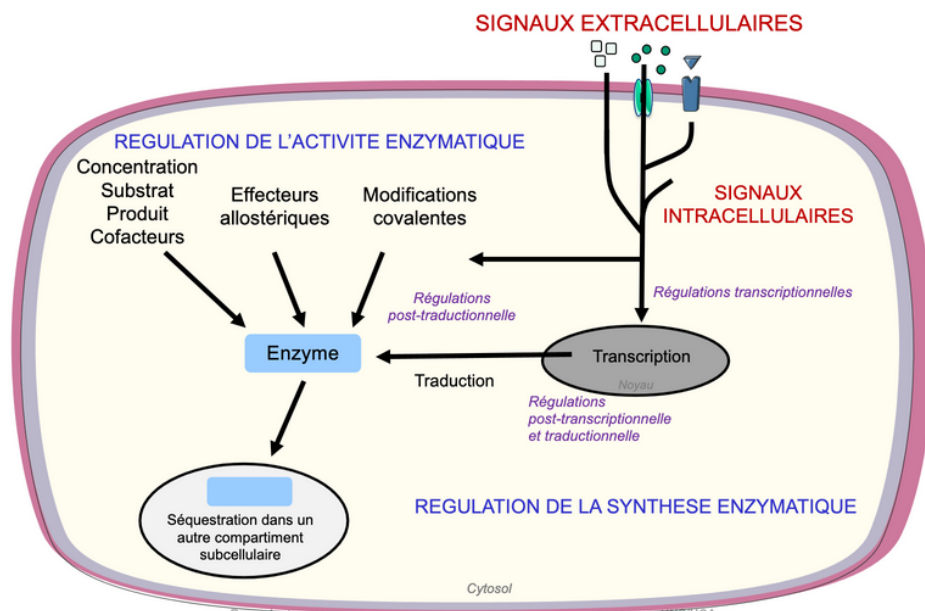 SIGNAUX EXTRACELLULAIRES
REGULATION DE L'ACTIVITE ENZYMATIQUE
Concentration
Substrat
Produit
Cofacteurs
Effecteurs
allostériques
Modifications
covalentes
SIGNAUX
INTRACELLULAIRES
Régulations
post-traductionnelle
Régulations transcriptionnelles
Enzyme
Traduction
Transcription
Noyau
Régulations
post-transcriptionnelle
et traductionnelle
Séquestration dans un
autre compartiment
subcellulaire
REGULATION DE LA SYNTHESE ENZYMATIQUE
Cytosol